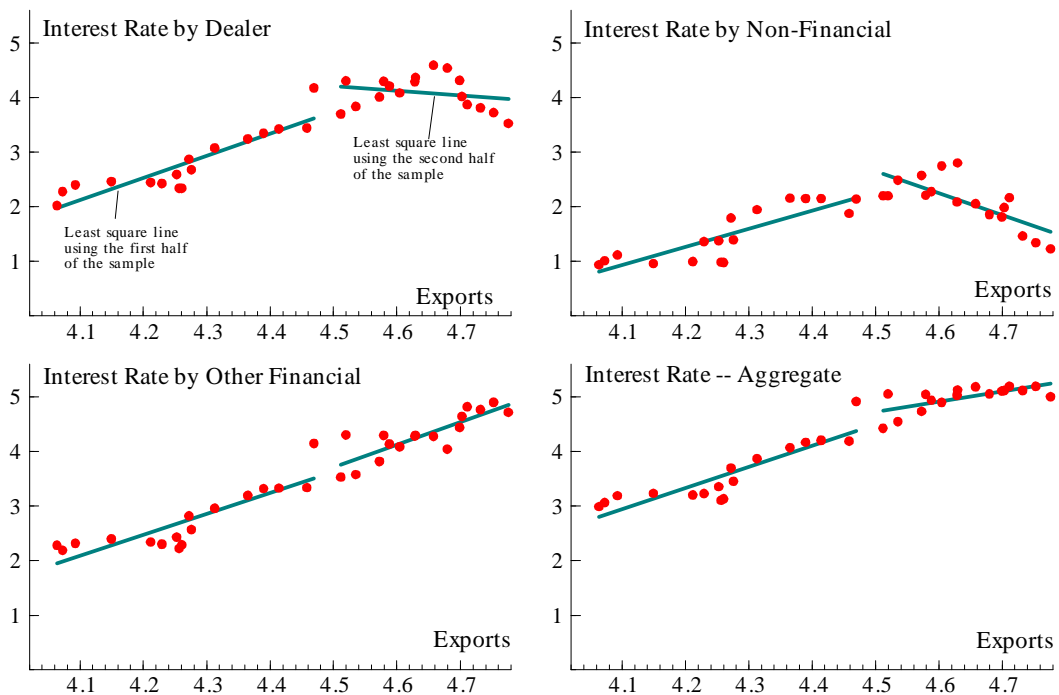 Interest Rate by Dealer
5
4
3
2
1
Least square line
using the second half
of the sample
Least square line
using the first half
of the sample
Exports
4.1 4.2 4.3 4.4 4.5 4.6 4.7
Interest Rate by Non-Financial
5
4
3
2
1
Exports
4.1 4.2 4.3 4.4 4.5 4.6 4.7
Interest Rate by Other Financial
5
4
3
2
1
Exports
4.1 4.2 4.3 4.4 4.5 4.6 4.7
Interest Rate -- Aggregate
5
4
3
2
1
Exports
4.1 4.2 4.3 4.4 4.5 4.6 4.7